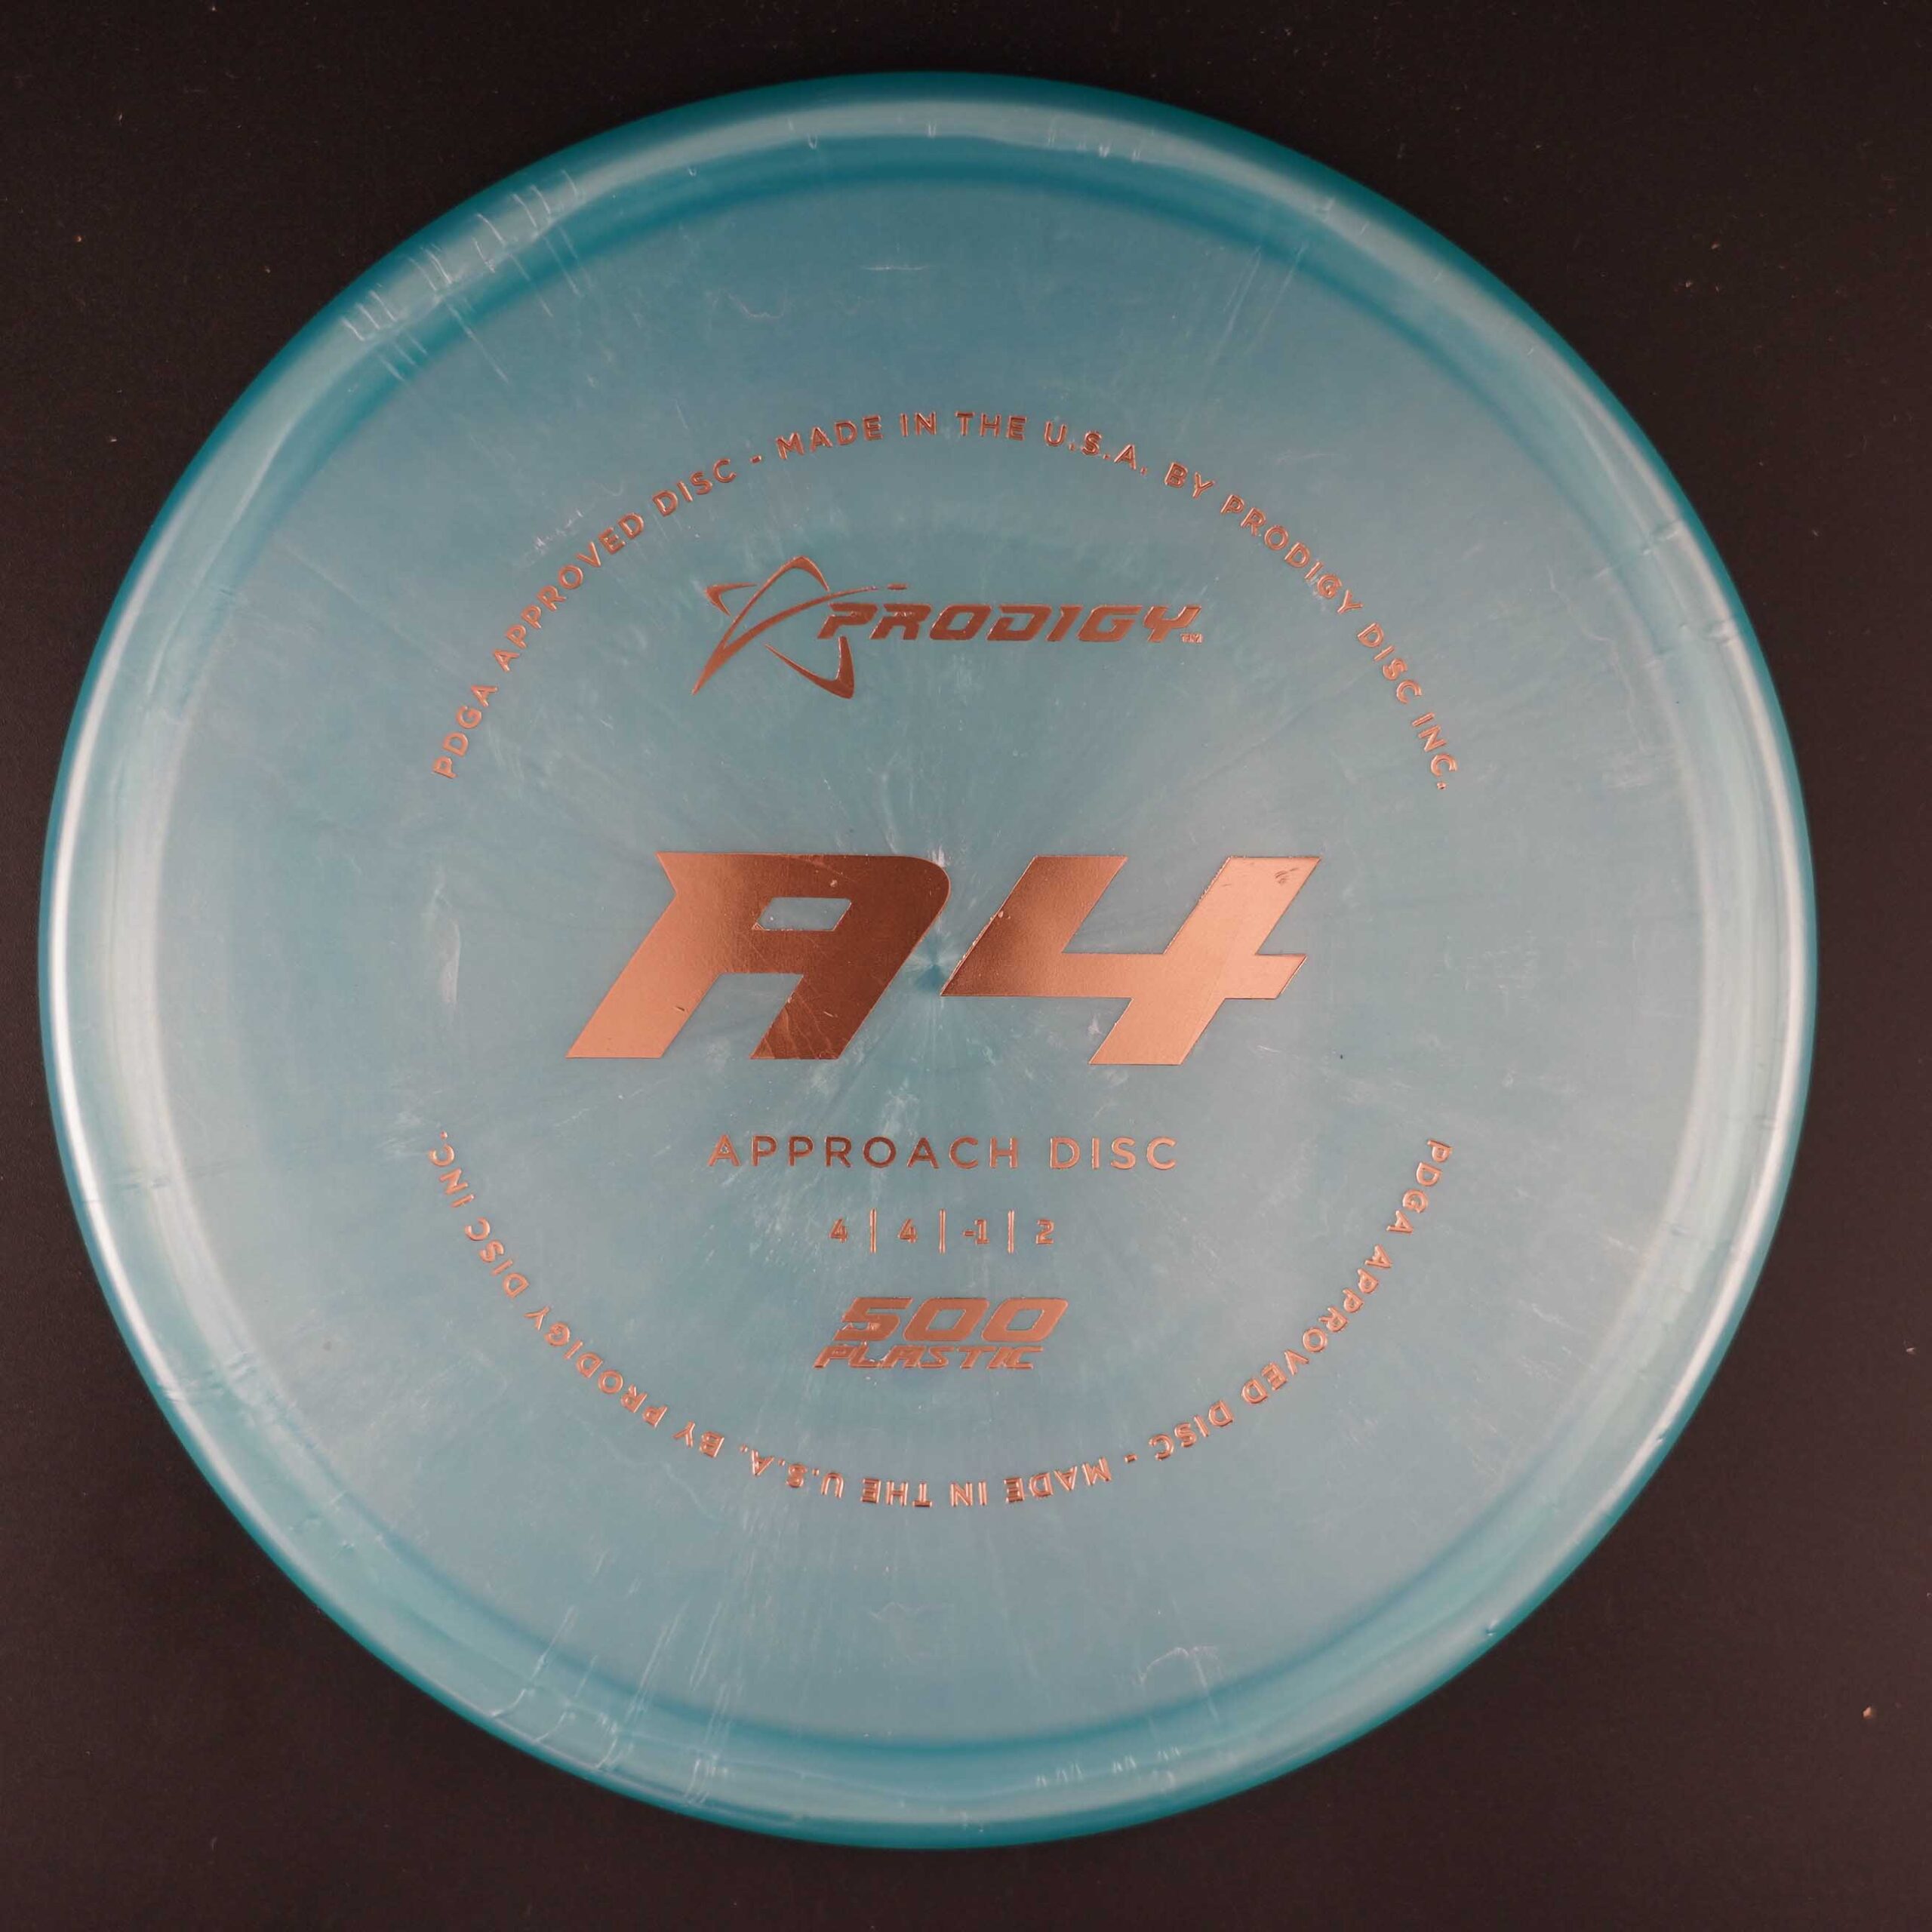 PDGA APPROVED DISC - MADE IN THE U.S.A. BY PRODIGY DISC INC.
PRODIGY™
A4
APPROACH DISC
4 | 4 | -1 | 2
500
PLASTIC
PDGA APPROVED DISC - MADE IN THE U.S.A. BY PRODIGY DISC INC.